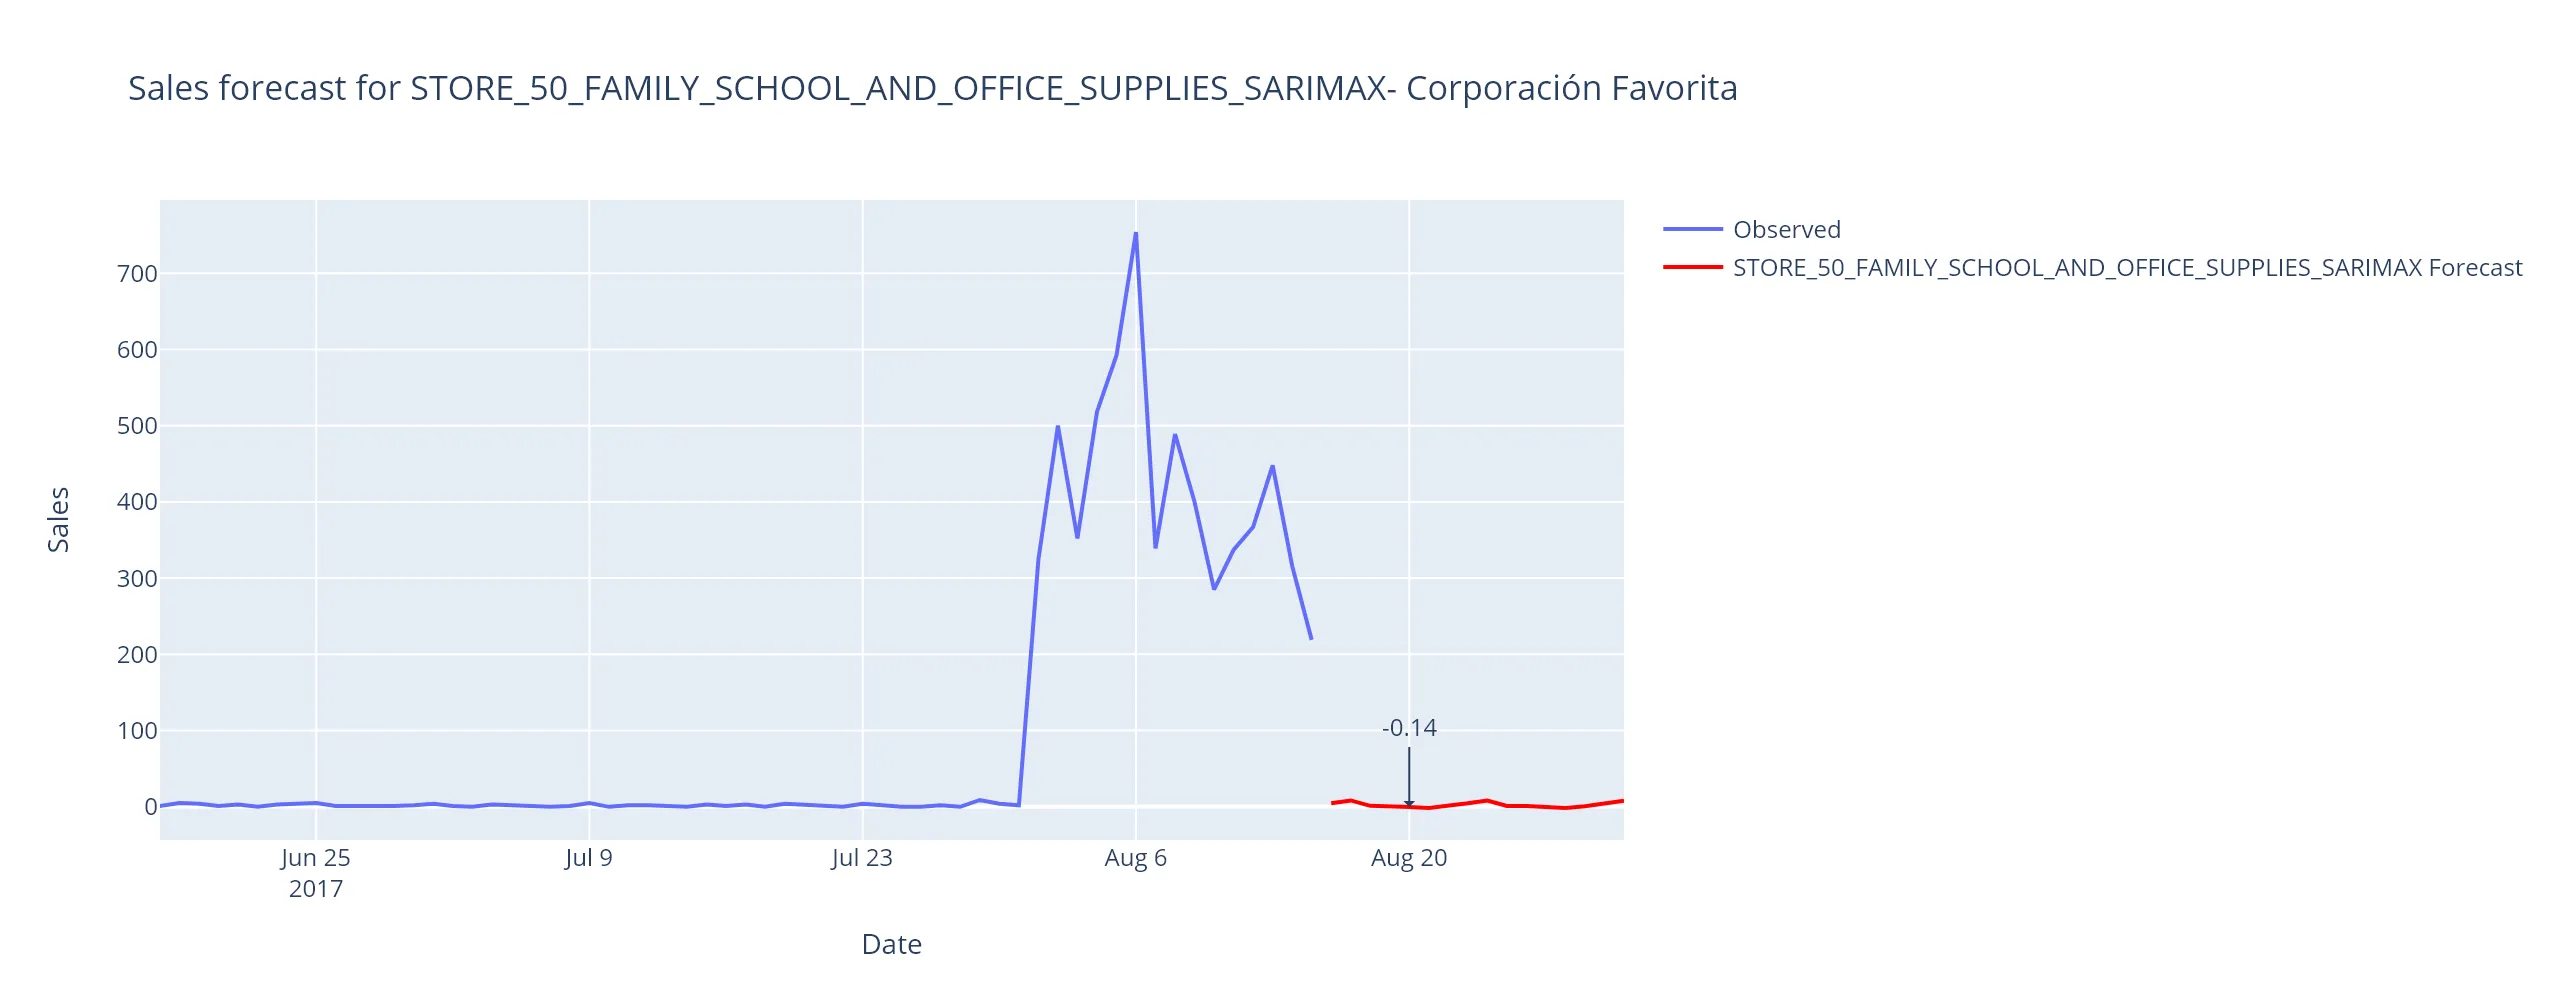 Sales forecast for STORE_50_FAMILY_SCHOOL_AND_OFFICE_SUPPLIES_SARIMAX- Corporación Favorita
Observed
STORE_50_FAMILY_SCHOOL_AND_OFFICE_SUPPLIES_SARIMAX Forecast
Sales
700
600
500
400
300
200
100
0
-0.14
Jun 25
2017
Jul 9
Jul 23
Aug 6
Aug 20
Date